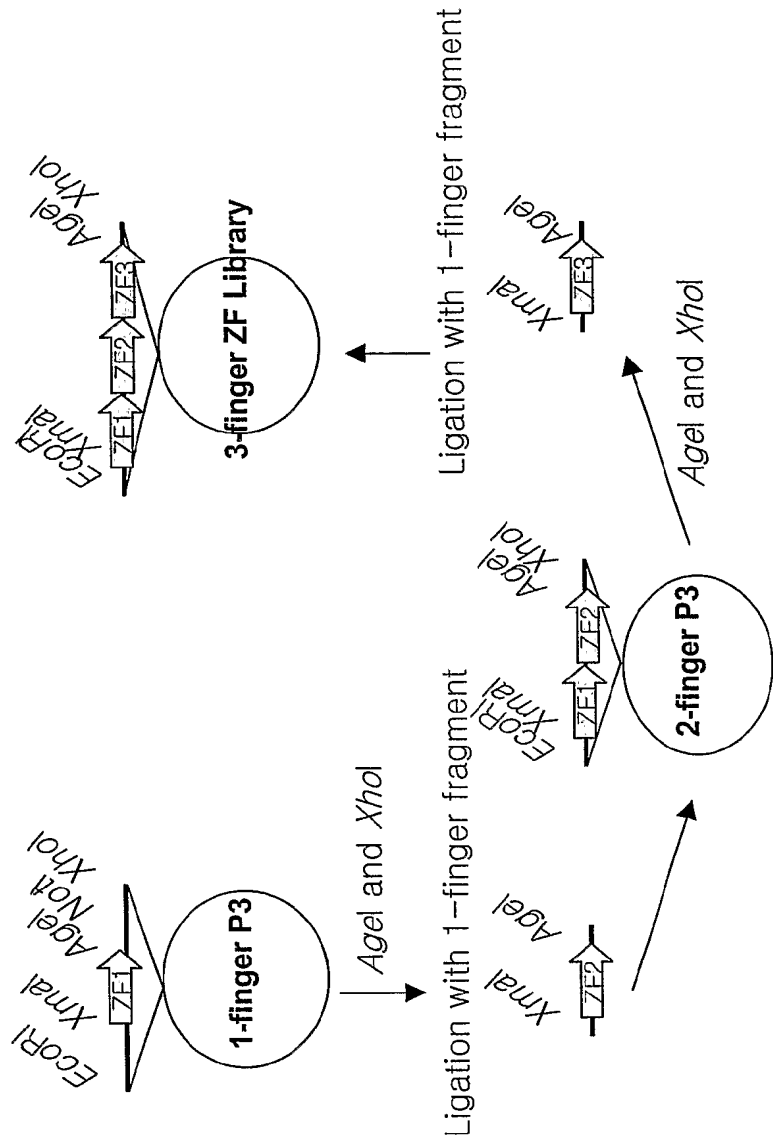 EcoRI
XmaI
AgeI
NotI
XhoI
ZF1
1-finger P3
AgeI and XhoI
Ligation with 1-finger fragment
XmaI
AgeI
ZF2
EcoRI
XmaI
AgeI
XhoI
ZF1
ZF2
2-finger P3
AgeI and XhoI
XmaI
AgeI
ZF3
Ligation with 1-finger fragment
EcoRI
XmaI
AgeI
XhoI
ZF1
ZF2
ZF3
3-finger ZF Library